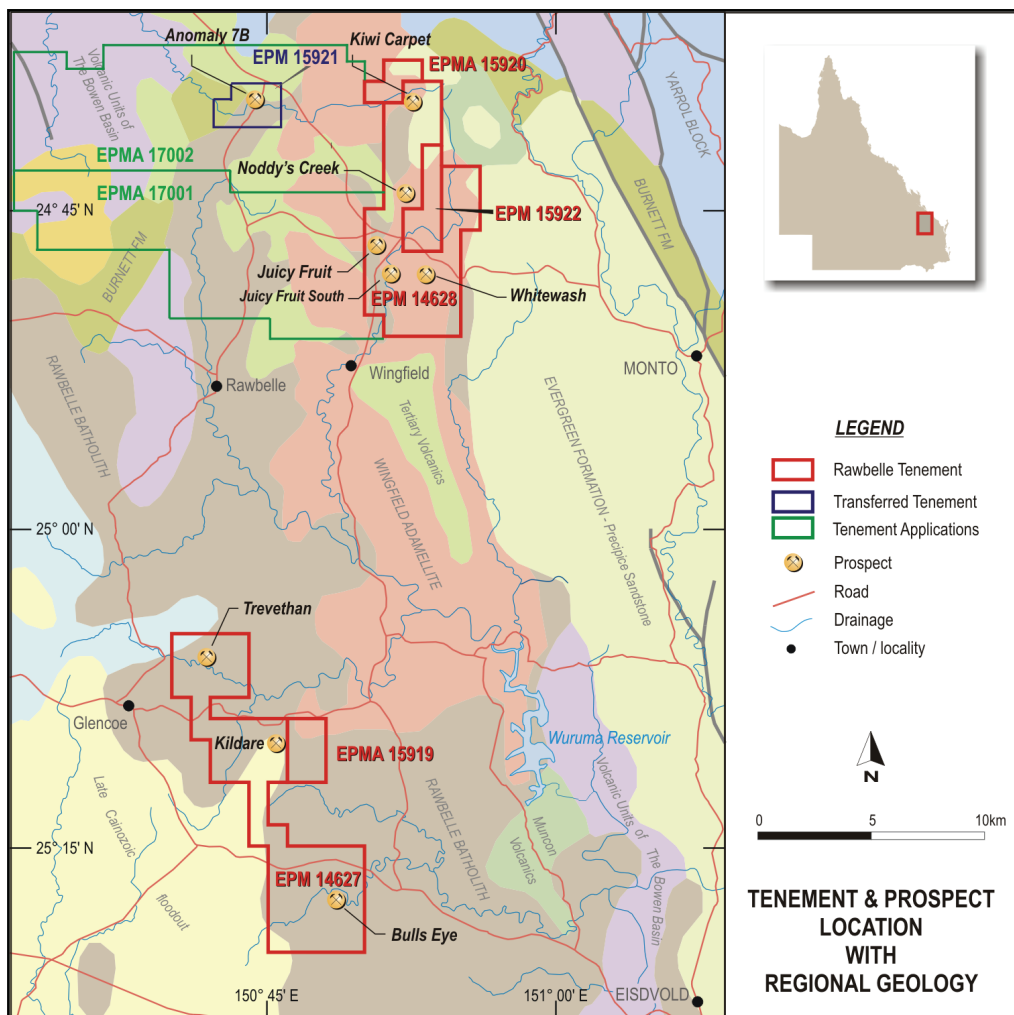 Anomaly 7B
Kiwi Carpet
EPM 15921
EPMA 15920
Volcanic Units of
The Bowen Basin
YARROL BLOCK
EPMA 17002
EPMA 17001
Noddy's Creek
24° 45' N
EPM 15922
BURNETT FM
BURNETT FM
Juicy Fruit
Juicy Fruit South
EPM 14628
Whitewash
RAWBELLE BATHOLITH
Rawbelle
Wingfield
MONTO
Tertiary Volcanics
WINGFIELD ADAMELLITE
EVERGREEN FORMATION - Precipice Sandstone
25° 00' N
Trevethan
Glencoe
Kildare
EPMA 15919
Wuruma Reservoir
Late Cainozoic
floodout
RAWBELLE BATHOLITH
Muncon
Volcanics
Volcanic Units of
The Bowen Basin
25° 15' N
EPM 14627
Bulls Eye
150° 45' E
151° 00' E
EISDVOLD
LEGEND
Rawbelle Tenement
Transferred Tenement
Tenement Applications
Prospect
Road
Drainage
Town / locality
N
0
5
10km
TENEMENT & PROSPECT
LOCATION
WITH
REGIONAL GEOLOGY